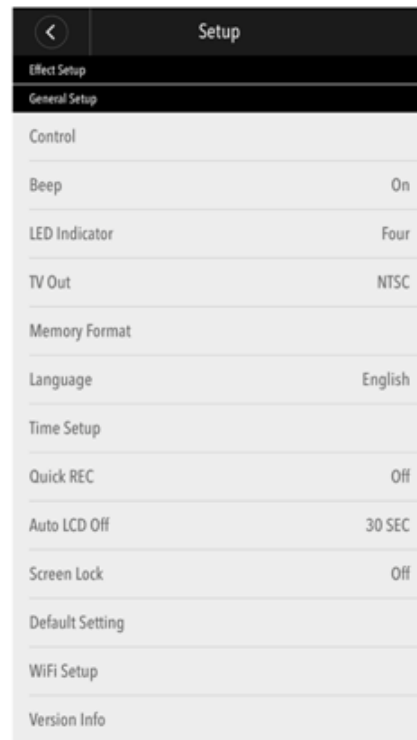 Setup
Effect Setup
General Setup
Control
Beep On
LED Indicator Four
TV Out NTSC
Memory Format
Language English
Time Setup
Quick REC Off
Auto LCD Off 30 SEC
Screen Lock Off
Default Setting
WiFi Setup
Version Info